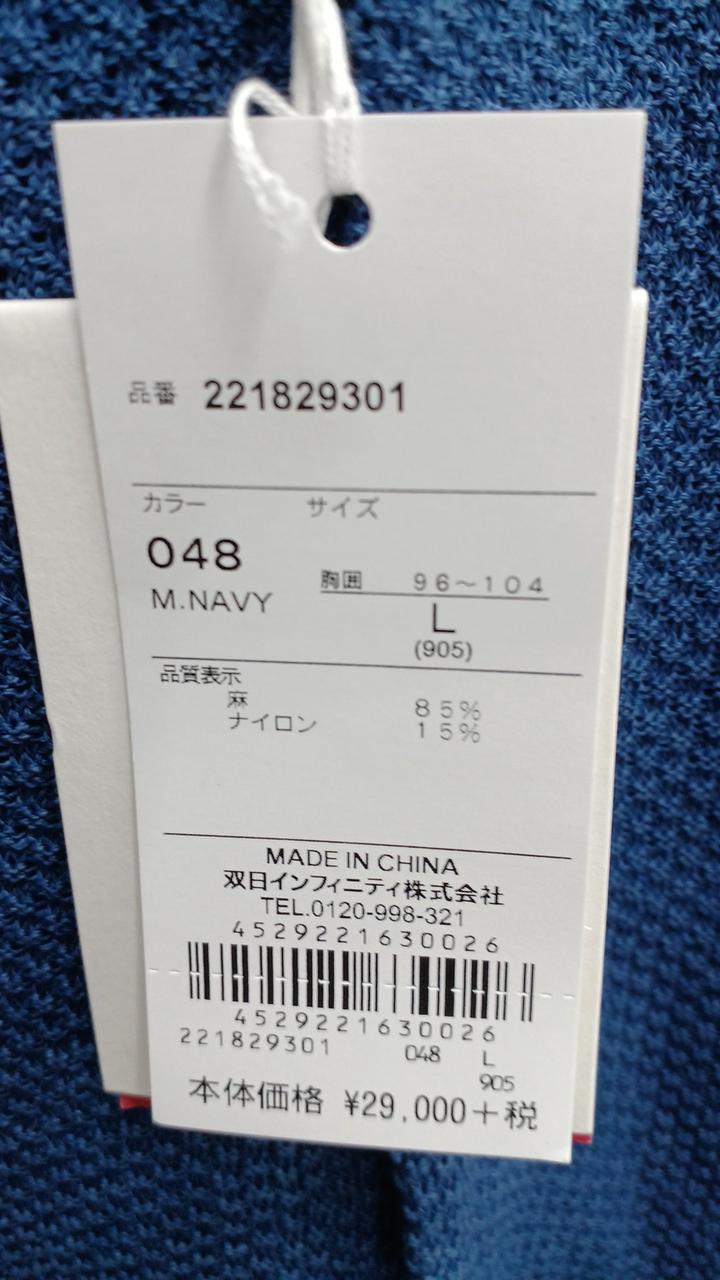 品番 221829301
カラー サイズ
048
胸囲 96〜104
M.NAVY
L
(905)
品質表示
麻 85%
ナイロン 15%
MADE IN CHINA
双日インフィニティ株式会社
TEL.0120-998-321
4529221630026
4529221630026
221829301 048 L
905
本体価格 ¥29,000+税